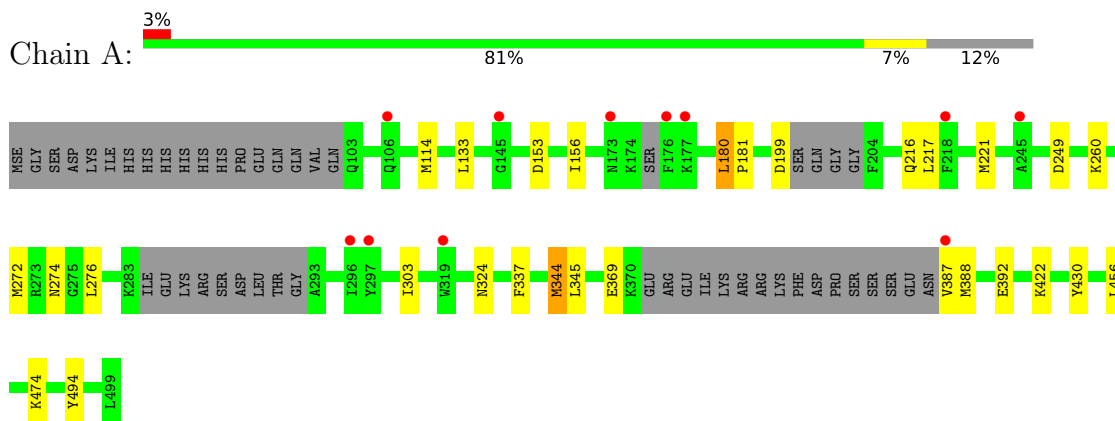 3%
Chain A:
81% 7% 12%
MSE GLY SER ASP LYS ILE HIS HIS HIS HIS HIS HIS PRO GLU GLN GLN VAL GLN Q103 Q106 M114 L133 G145 D153 I156 N173 K174 SER F176 K177 L180 P181 D199 SER GLN GLY GLY F204 Q216 L217 F218 M221 A245 D249 K260
M272 R273 N274 G275 L276 K283 ILE GLU LYS ARG SER ASP LEU THR GLY A293 I296 Y297 I303 W319 N324 F337 M344 L345 E369 K370 GLU ARG GLU ILE LYS ARG ARG LYS PHE ASP PRO SER SER SER GLU ASN V387 M388 E392 K422 Y430 L456
K474 Y494 L499